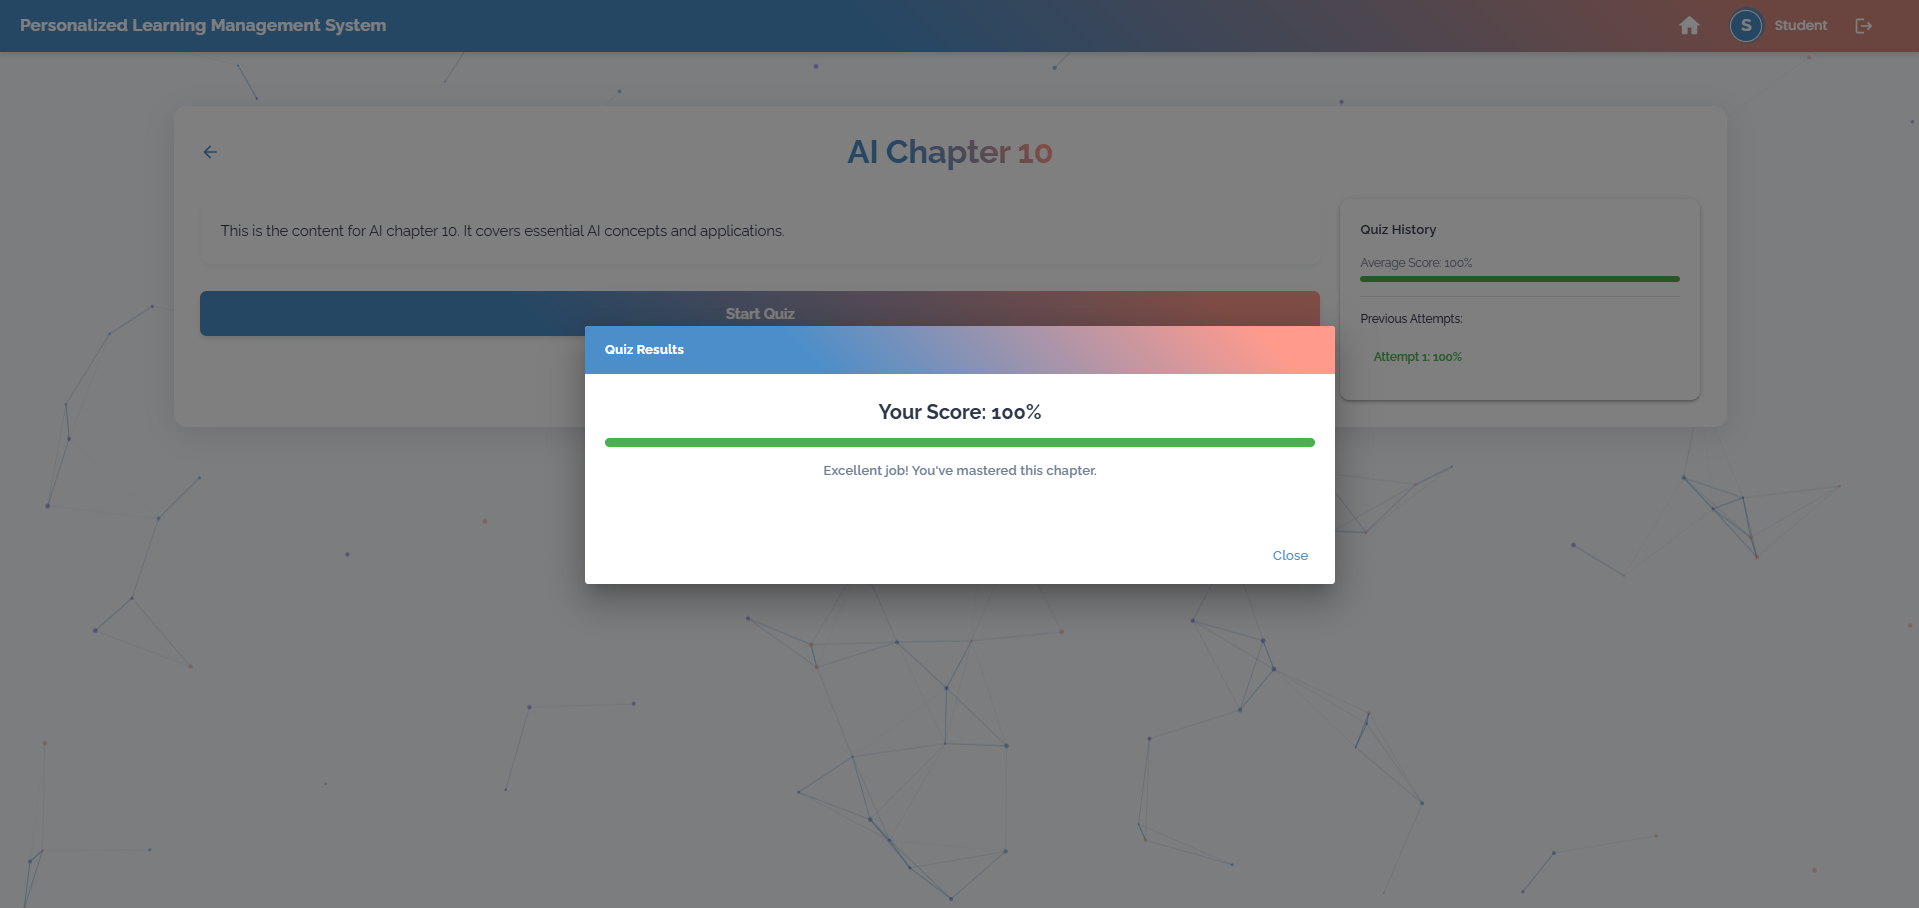 Personalized Learning Management System
S
Student
AI Chapter 10
This is the content for AI chapter 10. It covers essential AI concepts and applications.
Start Quiz
Quiz History
Average Score: 100%
Previous Attempts:
Attempt 1: 100%
Quiz Results
Your Score: 100%
Excellent job! You've mastered this chapter.
Close